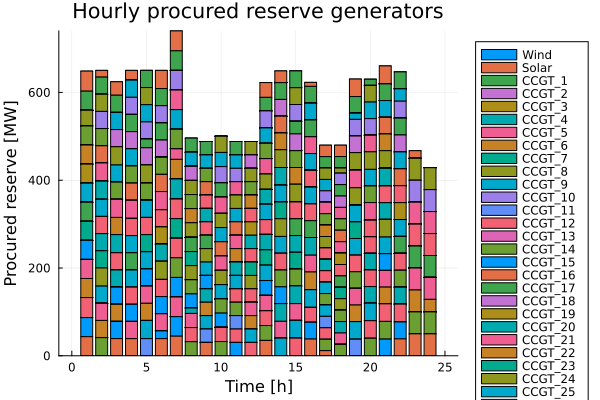 Hourly procured reserve generators
Procured reserve [MW]
600
400
200
0
0
5
10
15
20
25
Time [h]
Wind
Solar
CCGT_1
CCGT_2
CCGT_3
CCGT_4
CCGT_5
CCGT_6
CCGT_7
CCGT_8
CCGT_9
CCGT_10
CCGT_11
CCGT_12
CCGT_13
CCGT_14
CCGT_15
CCGT_16
CCGT_17
CCGT_18
CCGT_19
CCGT_20
CCGT_21
CCGT_22
CCGT_23
CCGT_24
CCGT_25